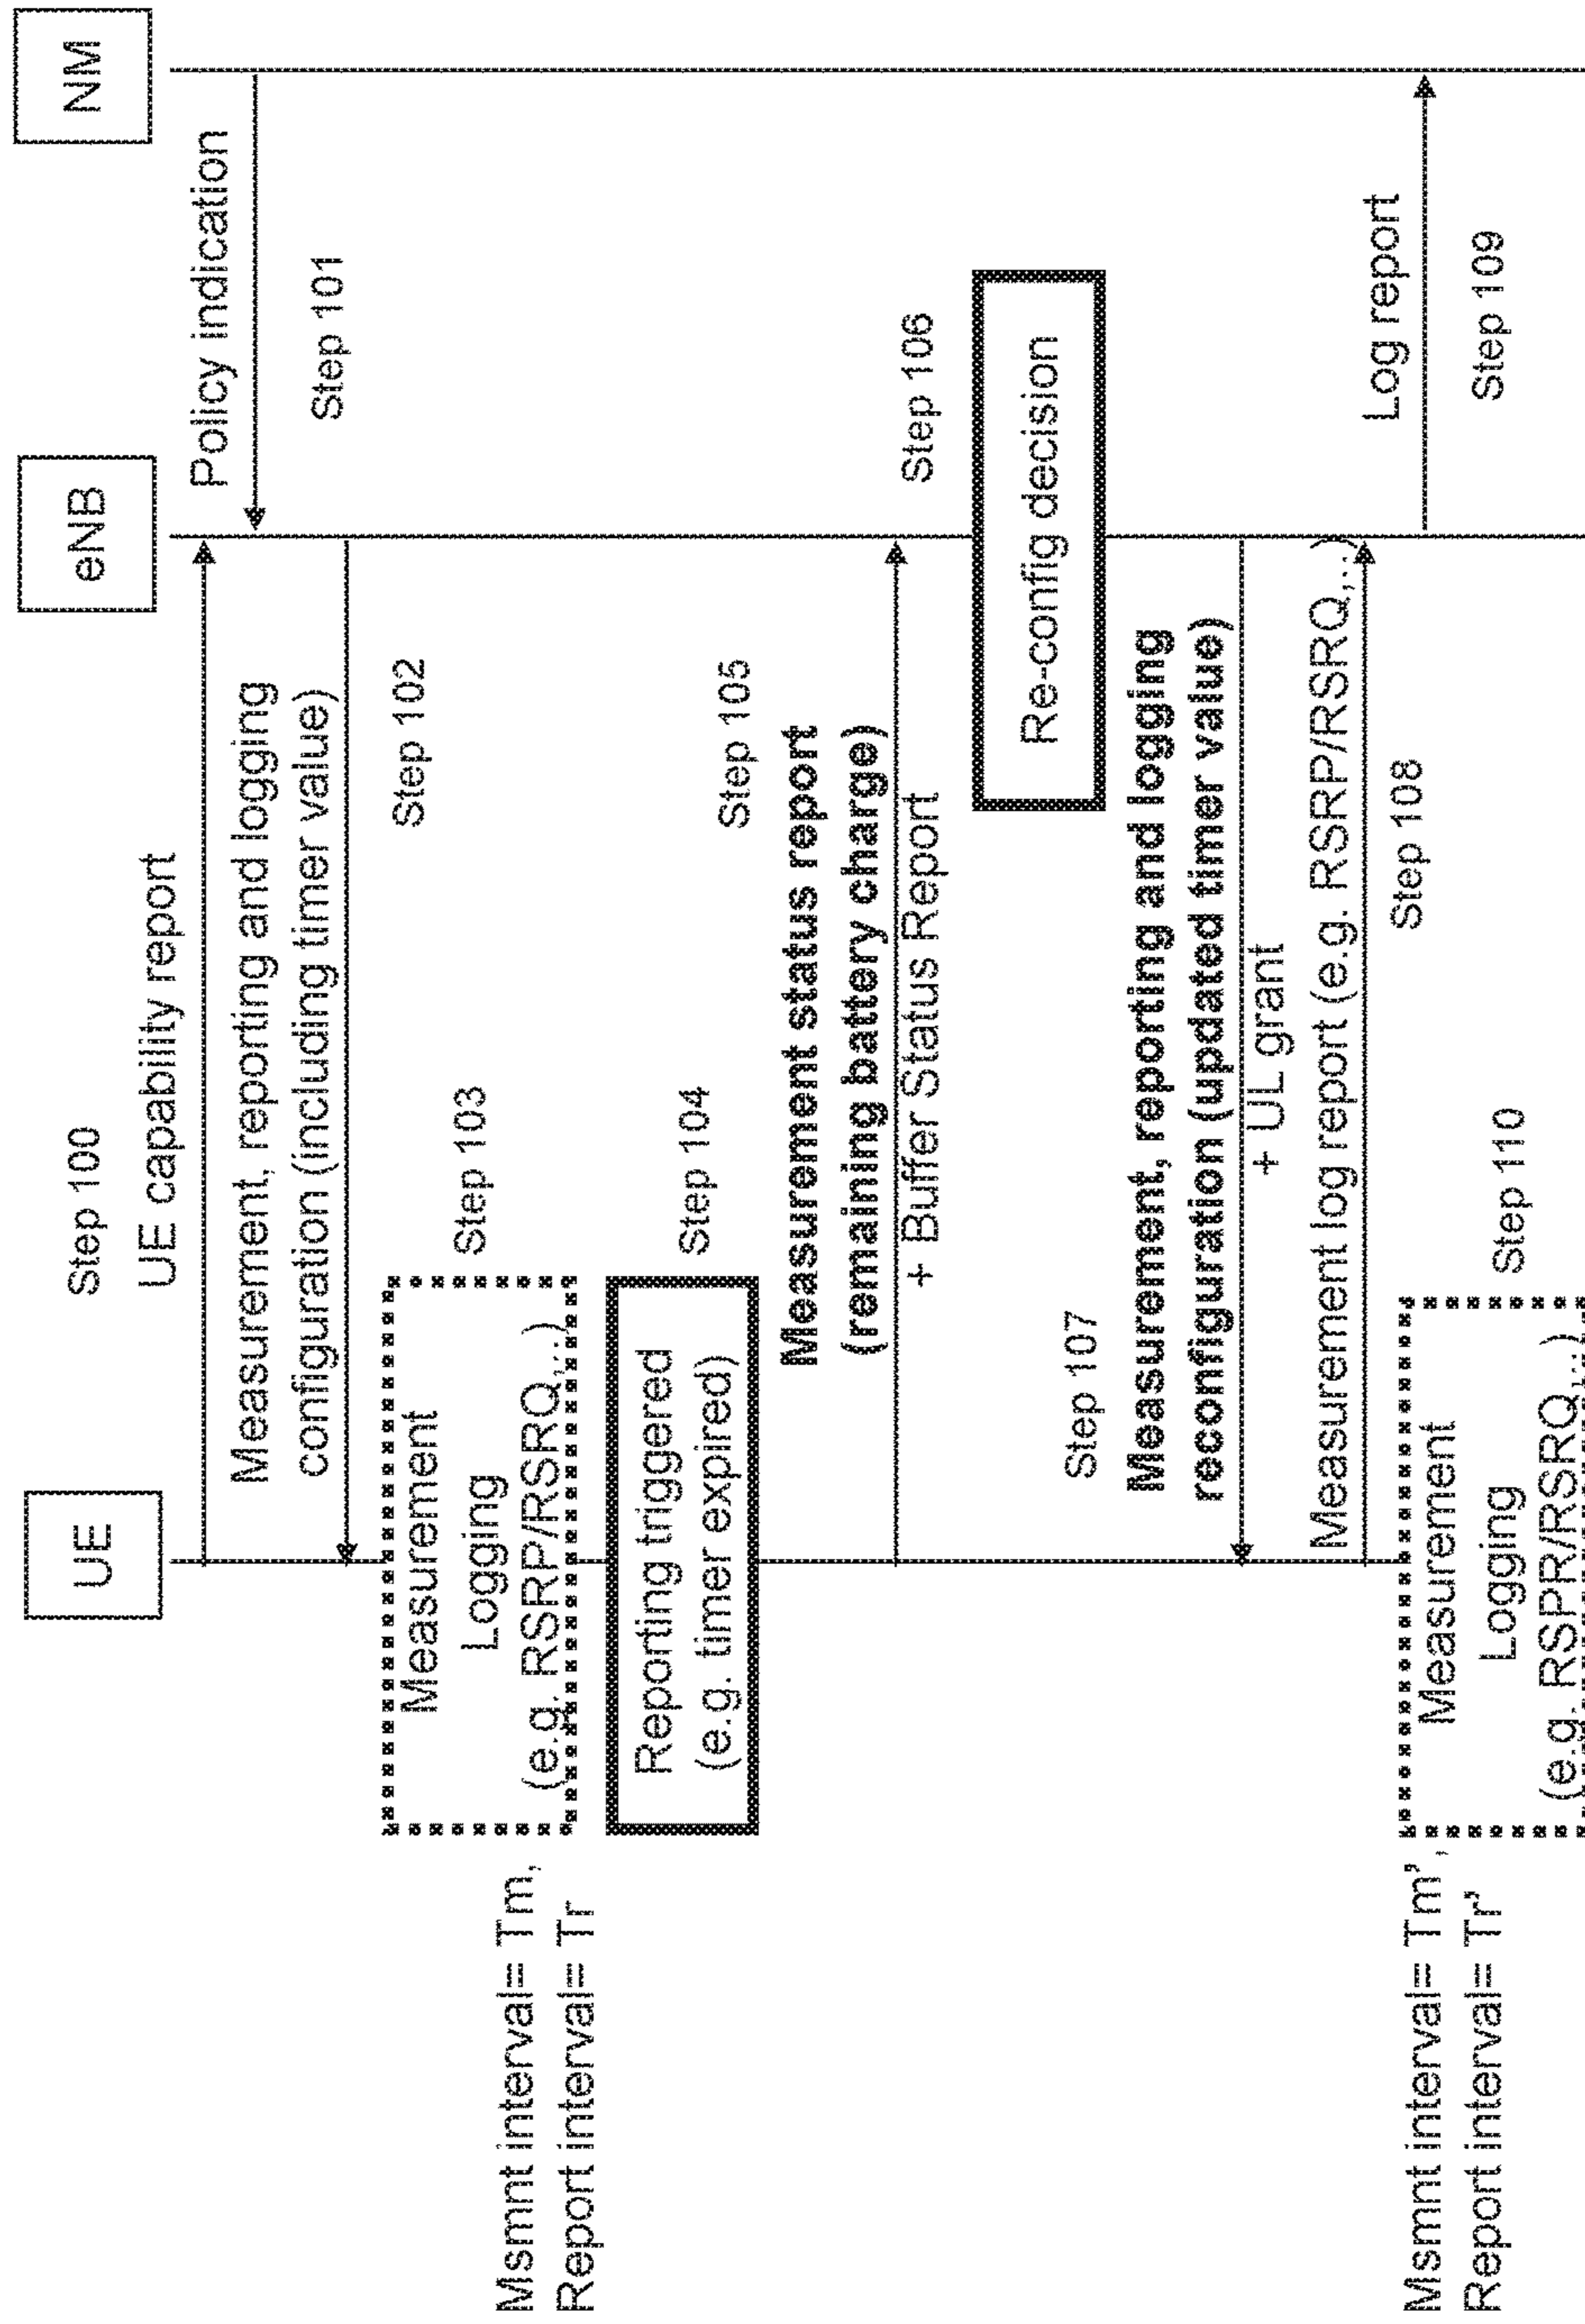 UE
eNB
NM
Step 100
UE capability report
Policy indication
Step 101
Measurement, reporting and logging
configuration (including timer value)
Step 102
Msmnt interval= Tm,
Report interval= Tr
Measurement
Logging
(e.g. RSRP/RSRQ,..)
Step 103
Reporting triggered
(e.g. timer expired)
Step 104
Step 105
Measurement status report
(remaining battery charge)
+ Buffer Status Report
Step 106
Re-config decision
Step 107
Measurement, reporting and logging
reconfiguration (updated timer value)
+ UL grant
Measurement log report (e.g. RSRP/RSRQ,..)
Step 108
Log report
Step 109
Msmnt interval= Tm',
Report interval= Tr'
Measurement
Logging
(e.g. RSPR/RSRQ,..)
Step 110